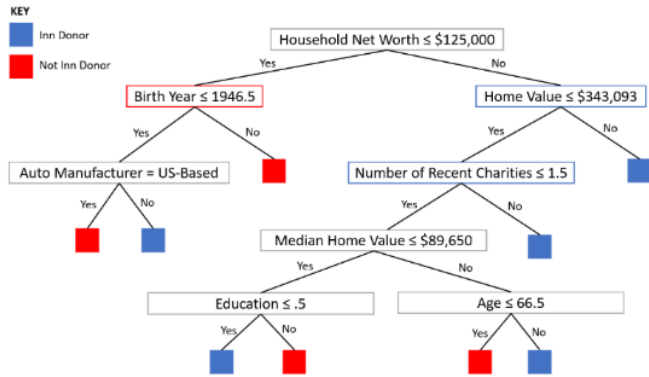 KEY
Inn Donor
Not Inn Donor
Household Net Worth ≤ $125,000
Yes
No
Birth Year ≤ 1946.5
Home Value ≤ $343,093
Yes
No
Yes
No
Auto Manufacturer = US-Based
Number of Recent Charities ≤ 1.5
Yes
No
Yes
No
Median Home Value ≤ $89,650
Yes
No
Education ≤ .5
Age ≤ 66.5
Yes
No
Yes
No